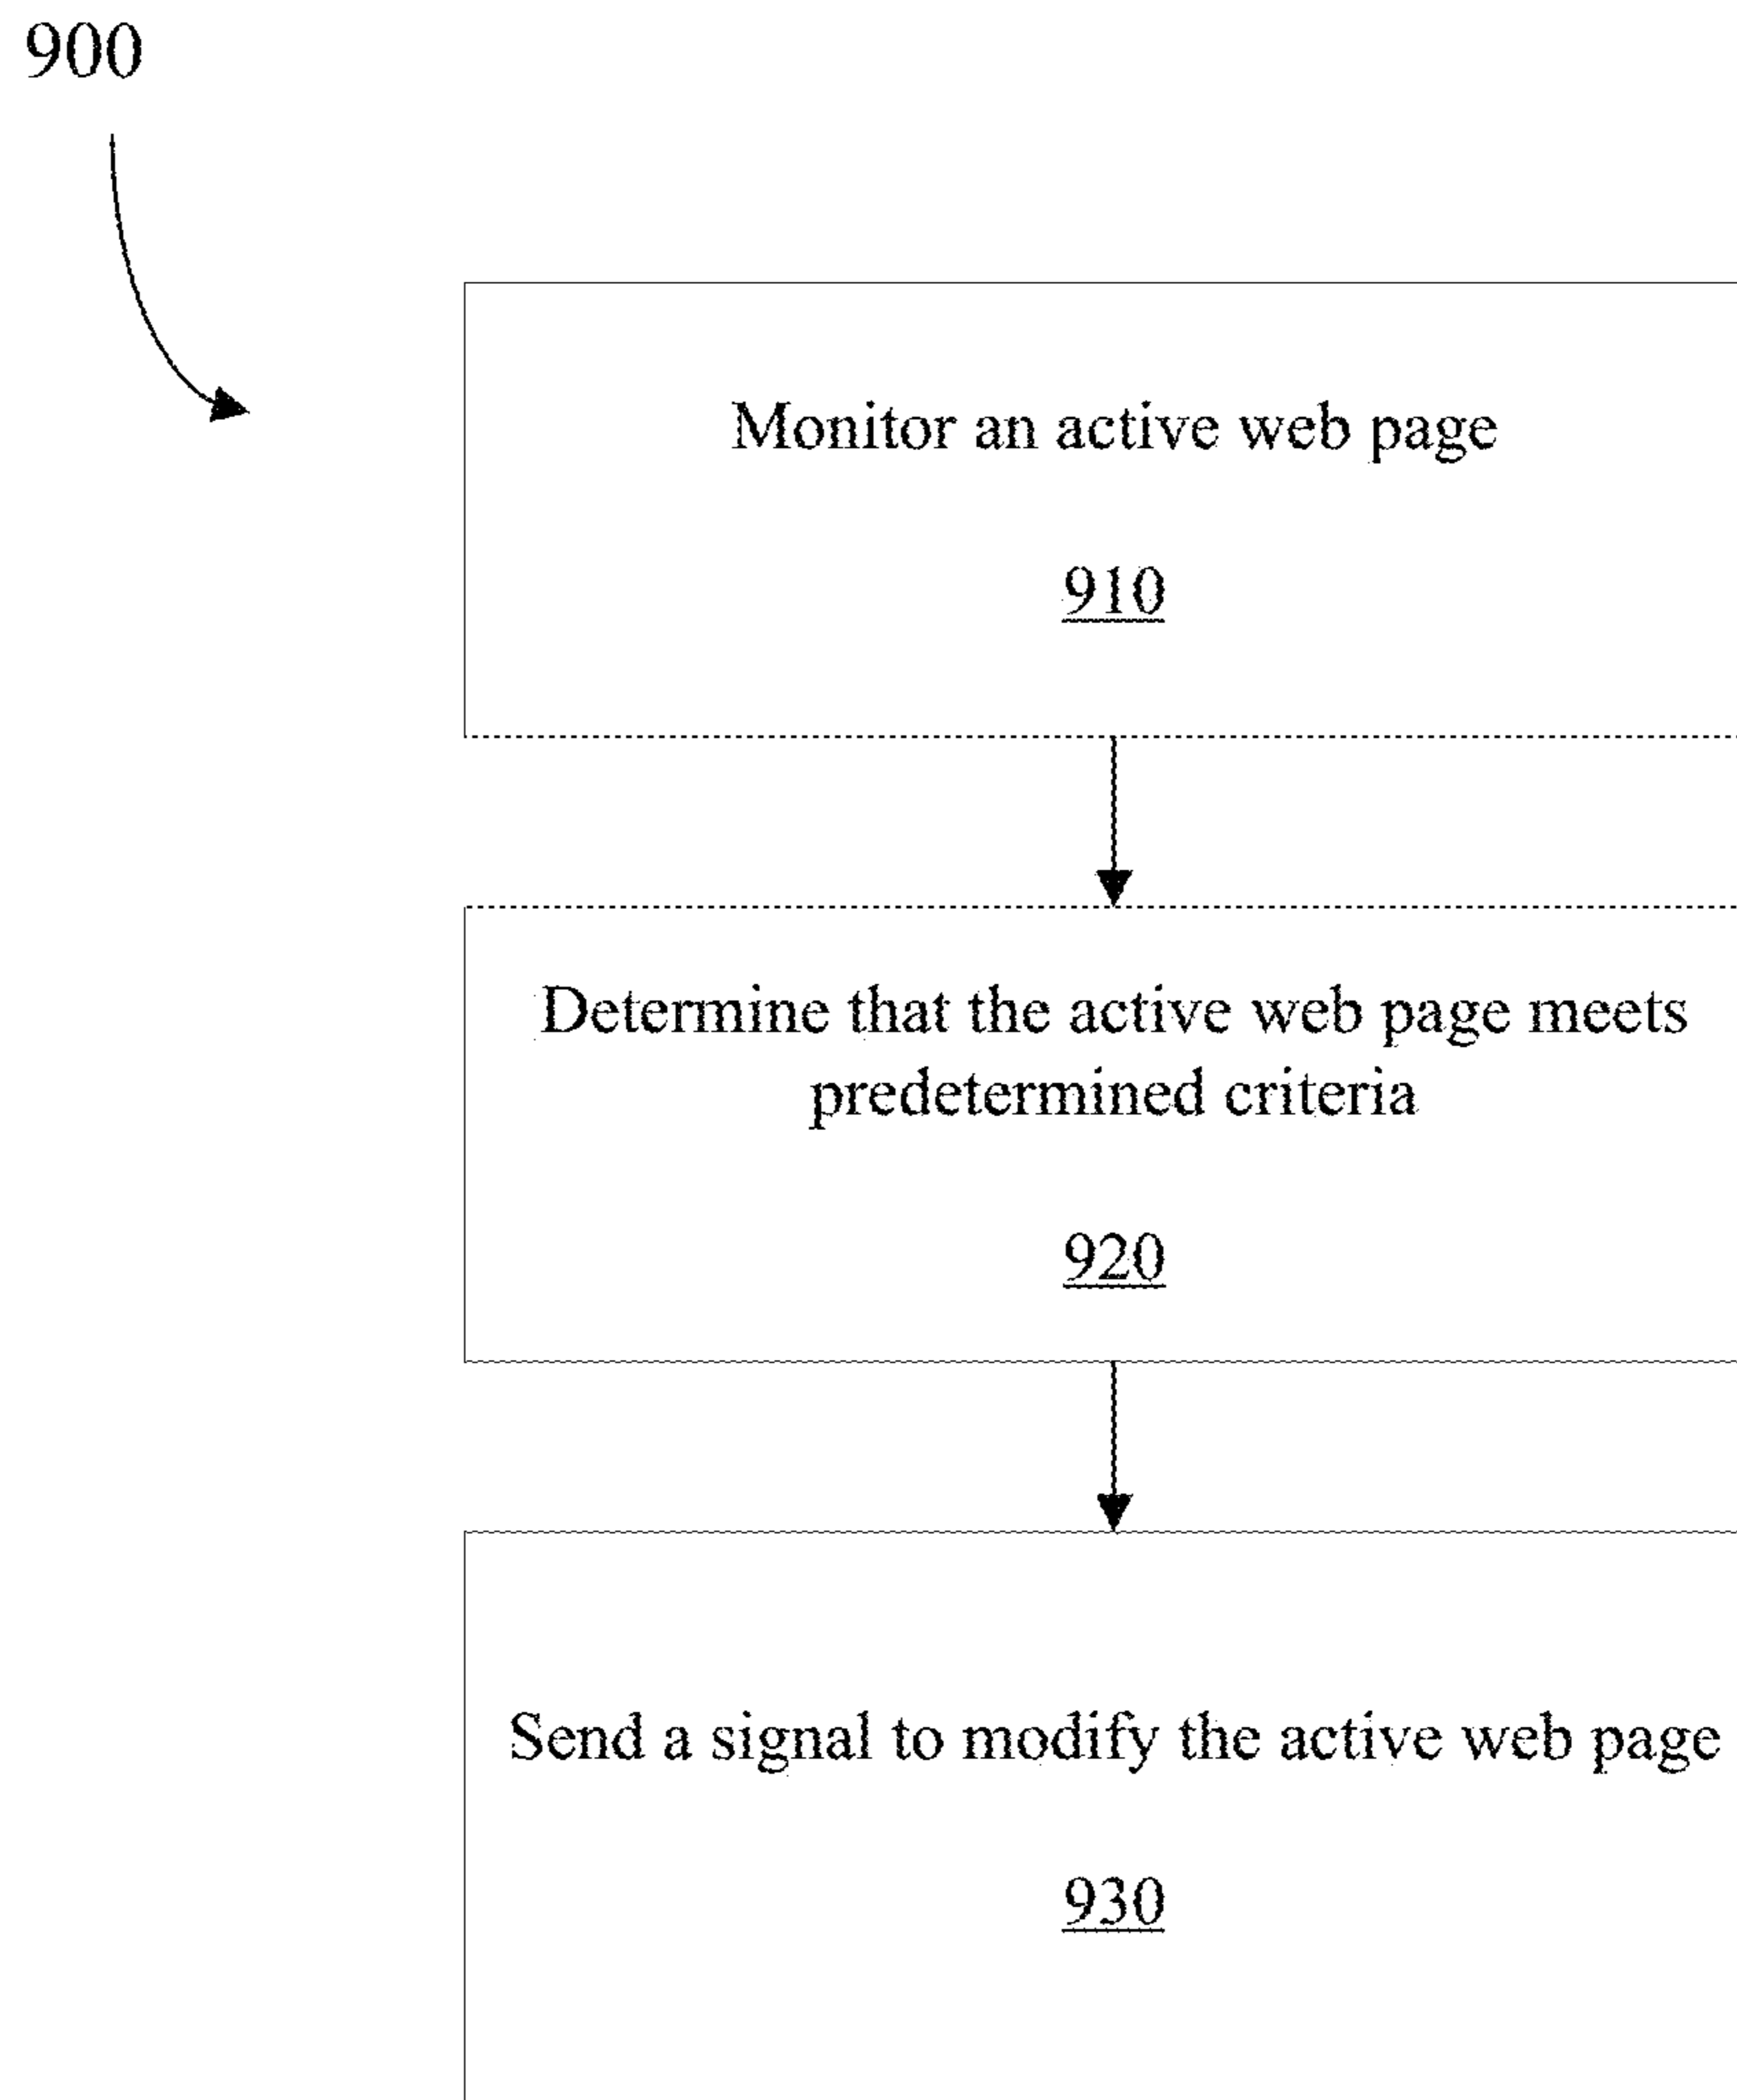 900
Monitor an active web page
910
Determine that the active web page meets
predetermined criteria
920
Send a signal to modify the active web page
930